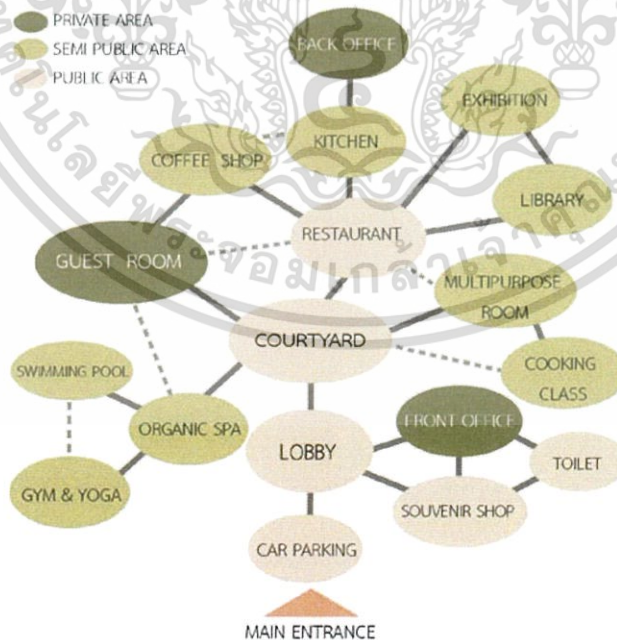 PRIVATE AREA
SEMI PUBLIC AREA
PUBLIC AREA
BACK OFFICE
EXHIBITION
KITCHEN
COFFEE SHOP
LIBRARY
RESTAURANT
GUEST ROOM
MULTIPURPOSE
ROOM
COURTYARD
COOKING
CLASS
SWIMMING POOL
ORGANIC SPA
FRONT OFFICE
LOBBY
TOILET
GYM & YOGA
SOUVENIR SHOP
CAR PARKING
MAIN ENTRANCE